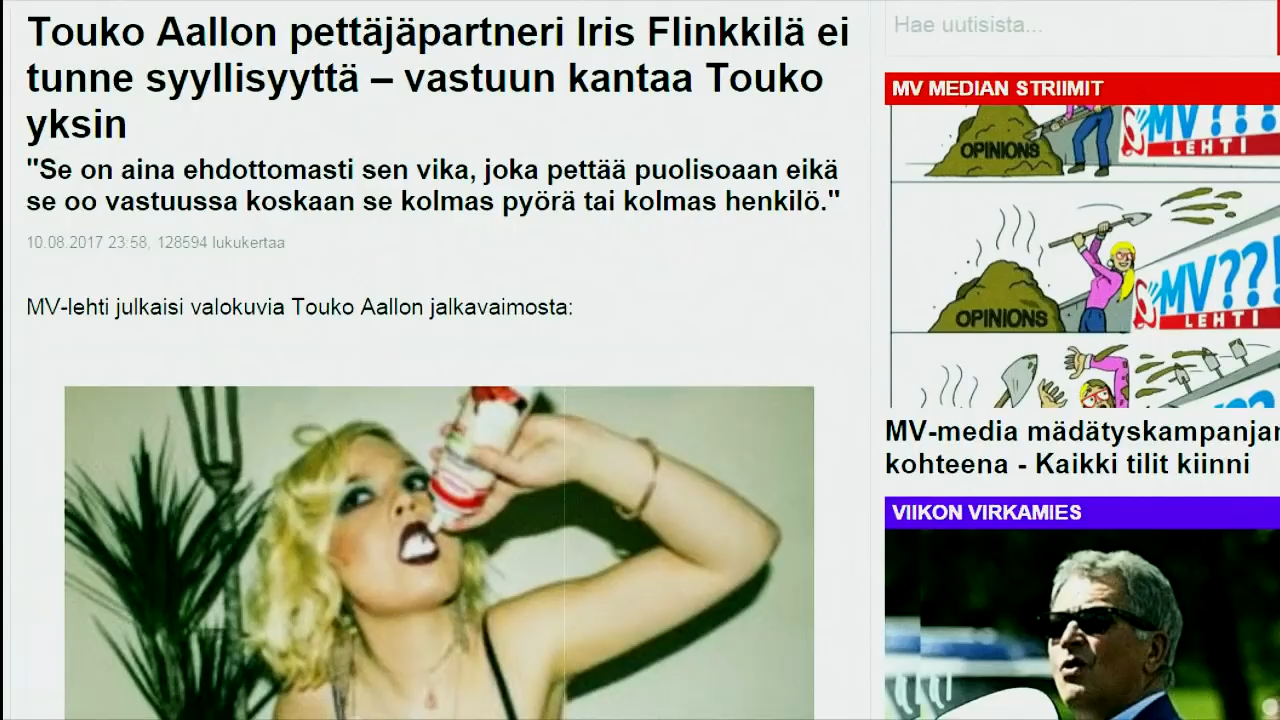 Touko Aallon pettäjäpartneri Iris Flinkkilä ei
tunne syyllisyyttä – vastuun kantaa Touko
yksin
"Se on aina ehdottomasti sen vika, joka pettää puolisoaan eikä
se oo vastuussa koskaan se kolmas pyörä tai kolmas henkilö."
10.08.2017 23:58, 128594 lukukertaa
MV-lehti julkaisi valokuvia Touko Aallon jalkavaimosta:
Hae uutisista...
MV MEDIAN STRIIMIT
OPINIONS
MV???
LEHTI
OPINIONS
MV??!
LEHTI
MV-media mädätyskampanjan
kohteena - Kaikki tilit kiinni
VIIKON VIRKAMIES